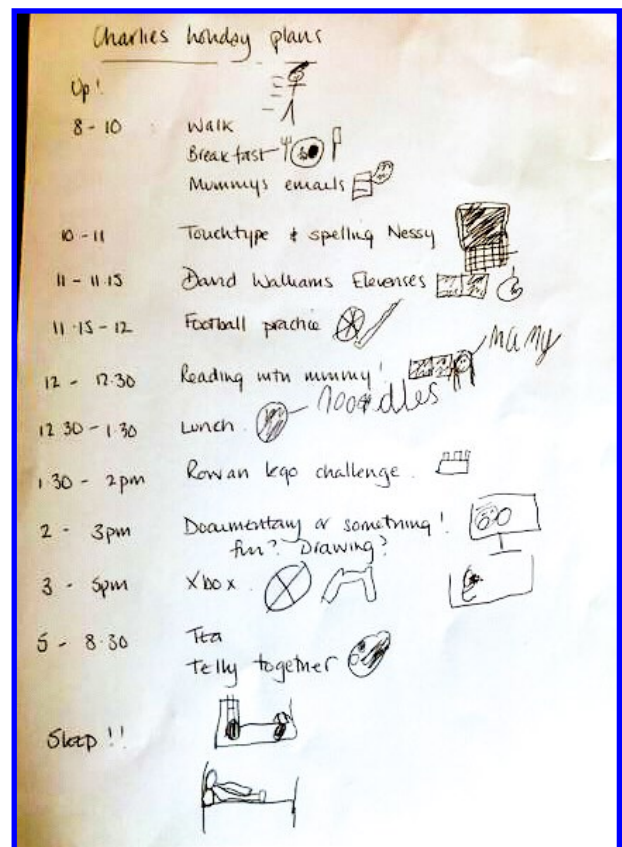 Charlies holiday plans
Up!
8 - 10 Walk
Breakfast
Mummys emails
10 - 11 Touchtype & spelling Nessy
11 - 11.15 David Walliams Elevenses
11.15 - 12 Football practice
12 - 12.30 Reading with mummy!
mamy
12 30 - 1.30 Lunch. noodles
1.30 - 2pm Rowan lego challenge.
2 - 3pm Documentary or something!
fun? Drawing?
3 - 5pm Xbox.
5 - 8.30 Tea
Telly together
Sleep!!